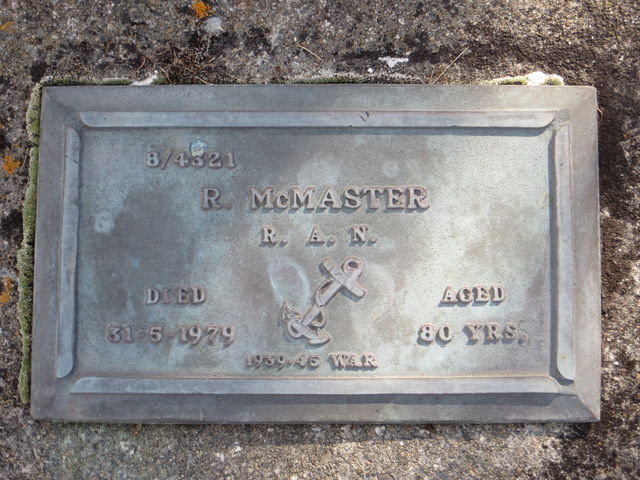 8/4321
R. McMASTER
R. A. N.
DIED AGED
31·5·1979 80 YRS.
1939-45 WAR